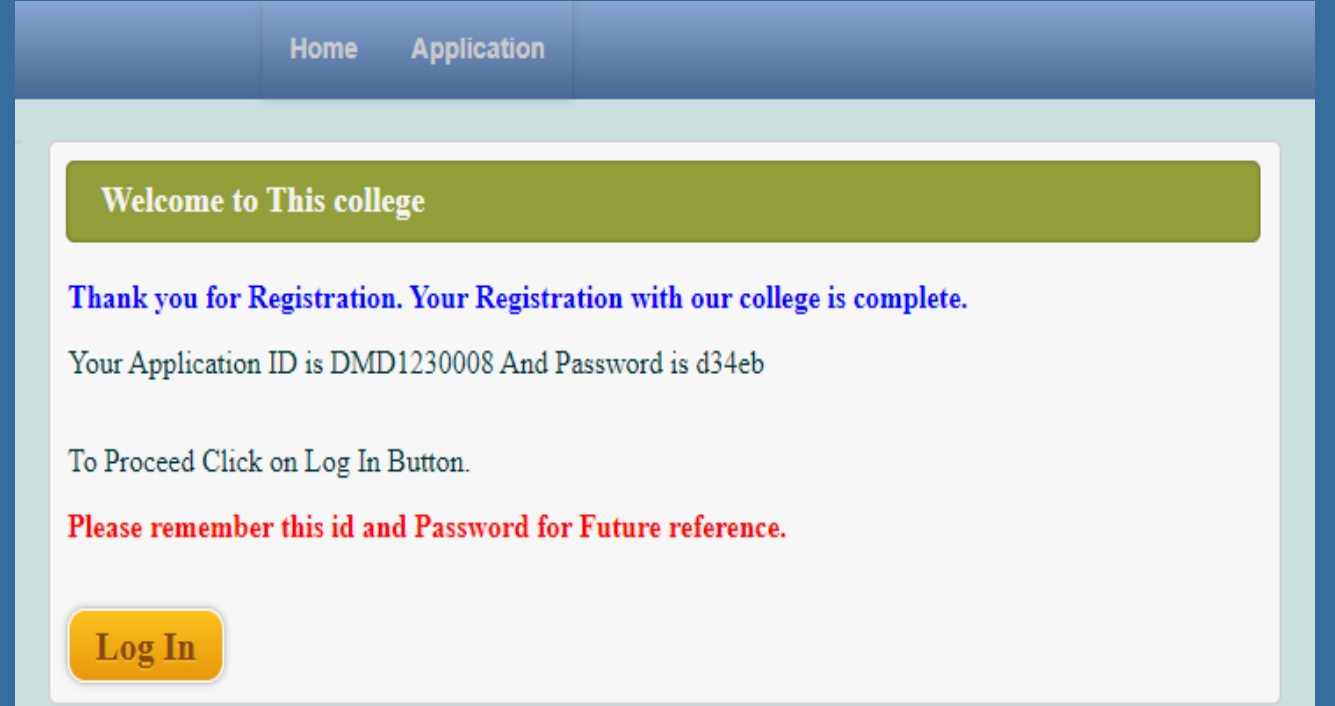 Home Application
Welcome to This college
Thank you for Registration. Your Registration with our college is complete.
Your Application ID is DMD1230008 And Password is d34eb
To Proceed Click on Log In Button.
Please remember this id and Password for Future reference.
Log In